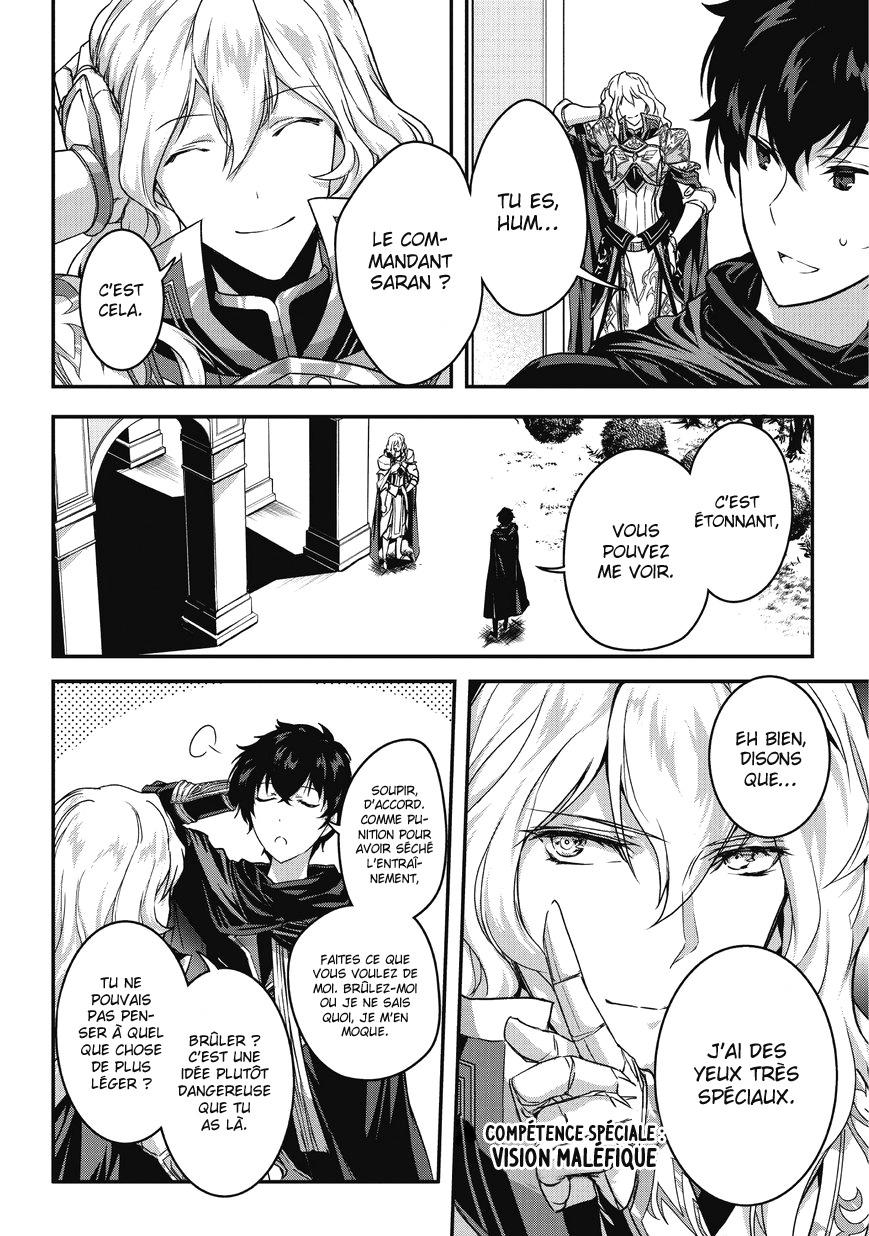 TU ES,
HUM...
LE COM-
MANDANT
SARAN ?
C'EST
CELA.
C'EST
ÉTONNANT,
VOUS
POUVEZ
ME VOIR.
EH BIEN,
DISONS
QUE...
J'AI DES
YEUX TRÈS
SPÉCIAUX.
COMPÉTENCE SPÉCIALE :
VISION MALÉFIQUE
SOUPIR,
D'ACCORD.
COMME PU-
NITION POUR
AVOIR SÊCHÉ
L'ENTRAÎ-
NEMENT,
FAITES CE QUE
VOUS VOULEZ DE
MOI. BRÛLEZ-MOI
OU JE NE SAIS
QUOI, JE M'EN
MOQUE.
BRÛLER ?
C'EST UNE
IDÉE PLUTÔT
DANGEREUSE
QUE TU
AS LÀ.
TU NE
POUVAIS
PAS PEN-
SER À QUEL
QUE CHOSE
DE PLUS
LÉGER ?